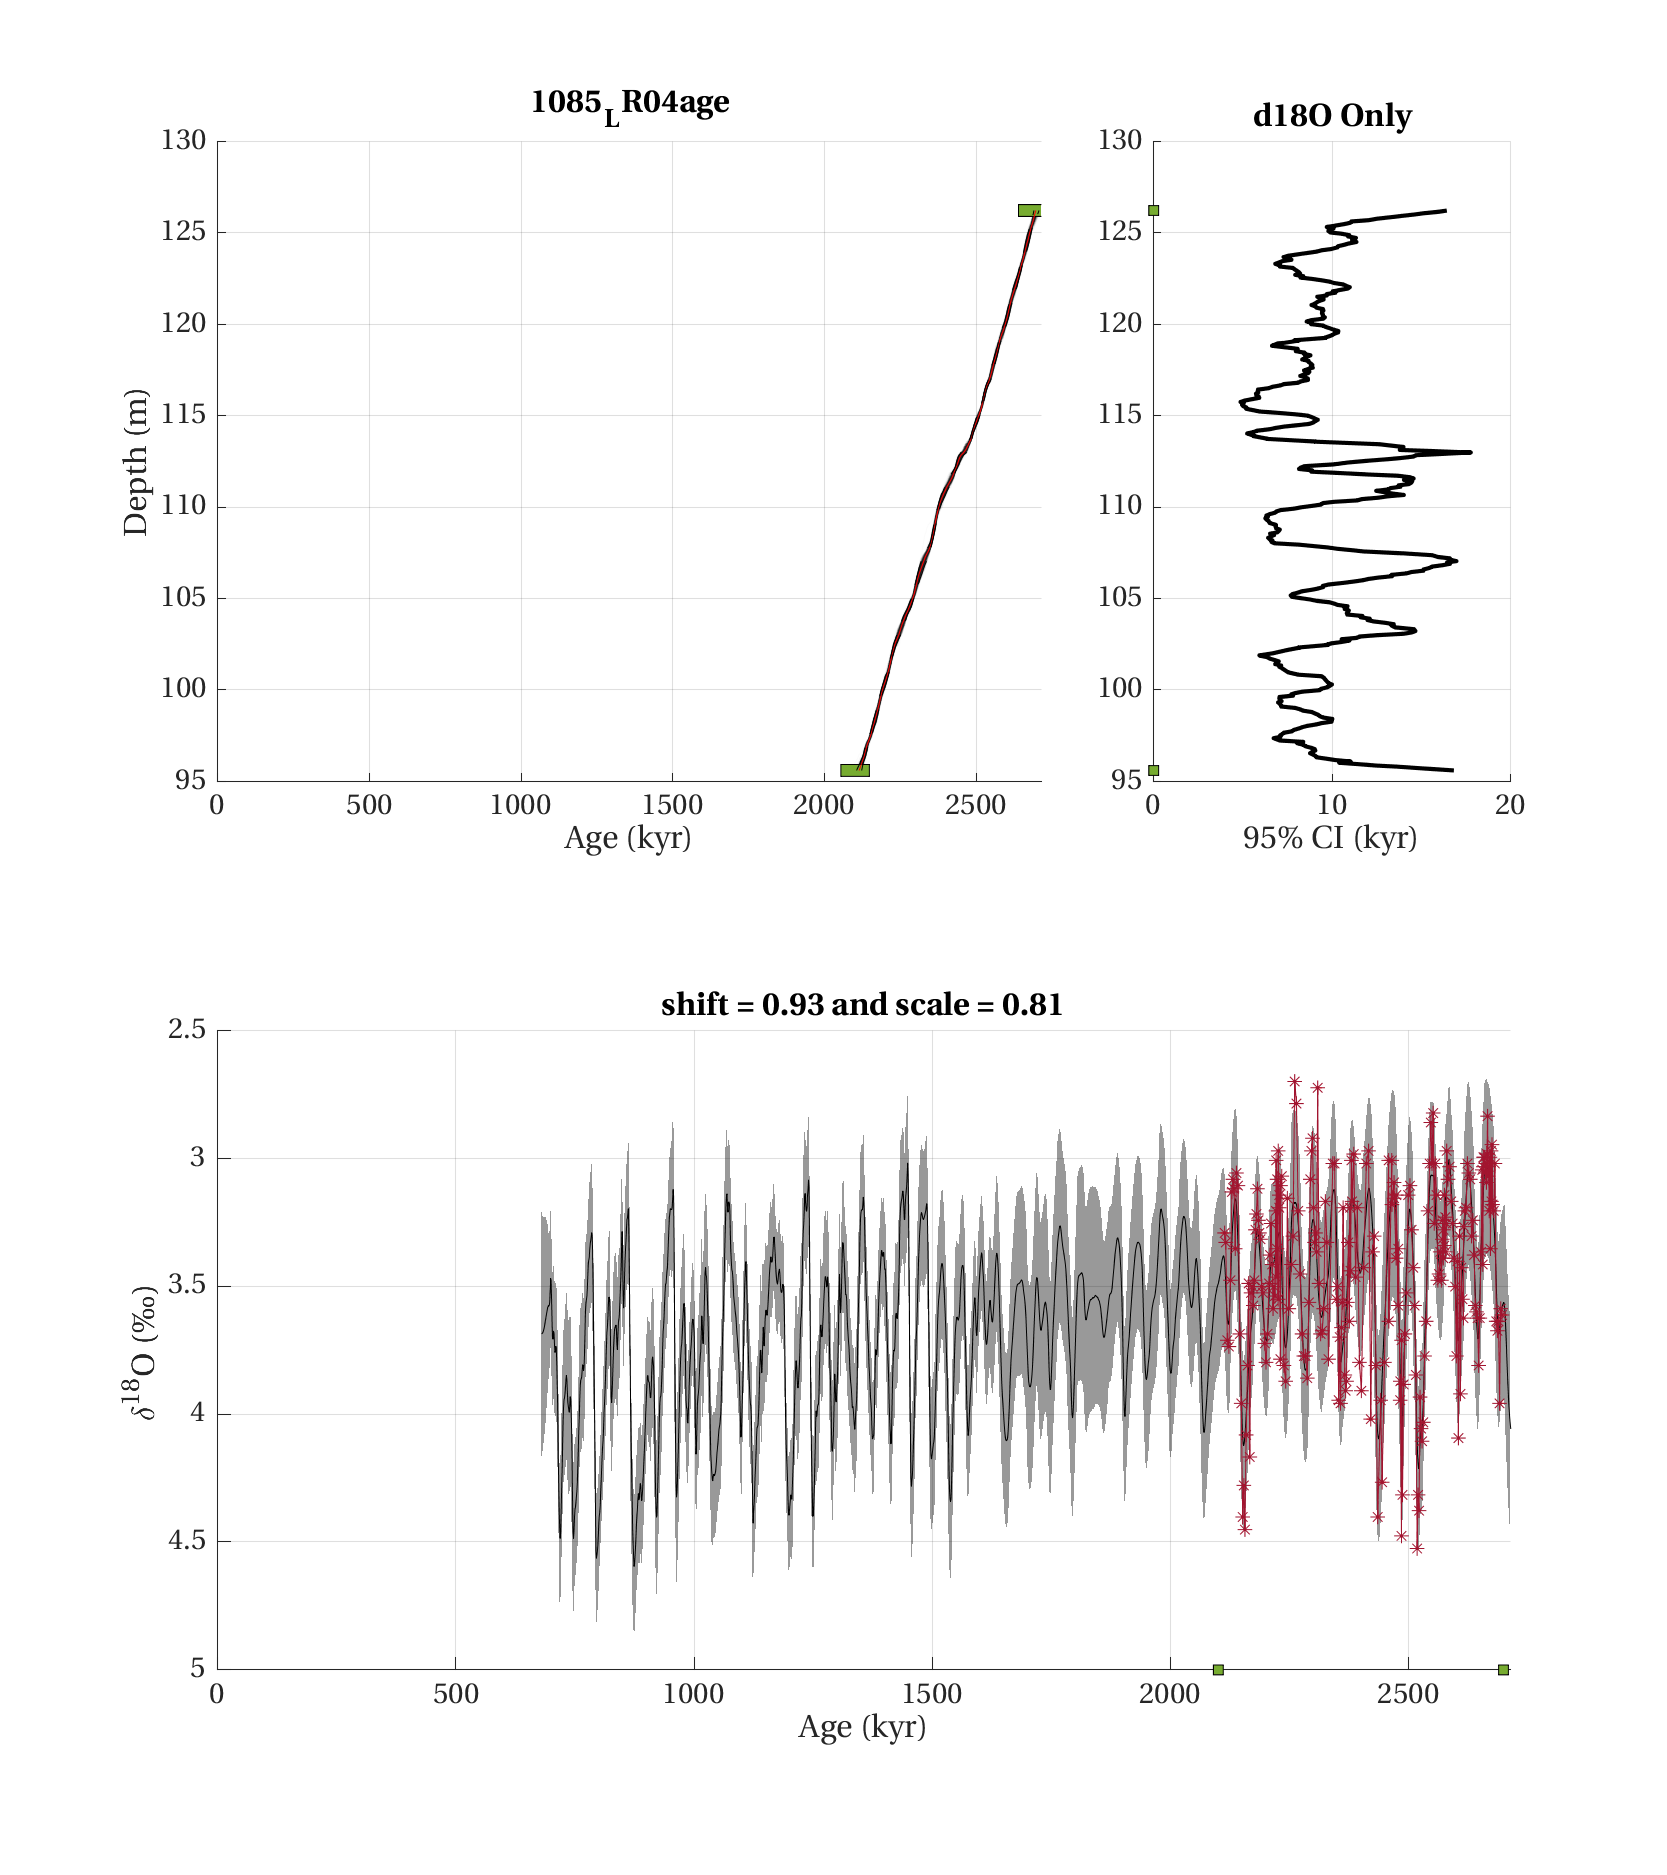 1085LR04age
d18O Only
130
125
120
115
110
105
100
95
Depth (m)
0 500 1000 1500 2000 2500
Age (kyr)
130
125
120
115
110
105
100
95
0 10 20
95% CI (kyr)
shift = 0.93 and scale = 0.81
2.5
3
3.5
4
4.5
5
δ18O (‰)
0 500 1000 1500 2000 2500
Age (kyr)